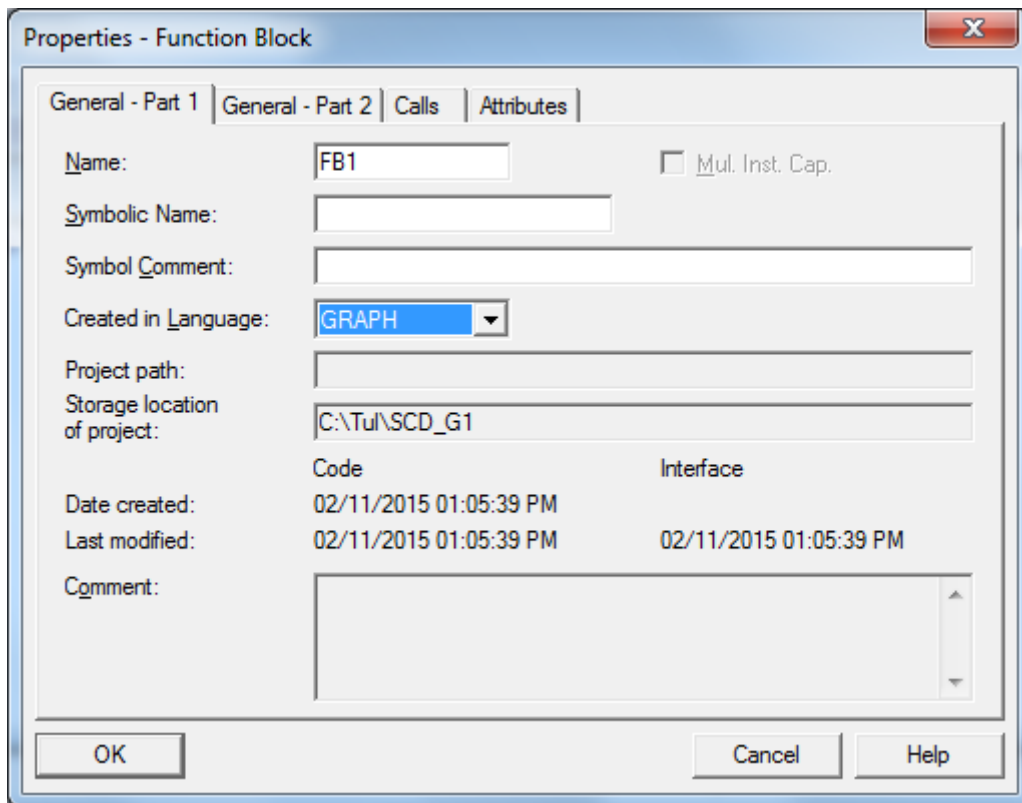 Properties - Function Block
General - Part 1 General - Part 2 Calls Attributes
Name: FB1 Mul. Inst. Cap.
Symbolic Name:
Symbol Comment:
Created in Language: GRAPH
Project path:
Storage location
of project: C:\Tul\SCD_G1
Code Interface
Date created: 02/11/2015 01:05:39 PM
Last modified: 02/11/2015 01:05:39 PM 02/11/2015 01:05:39 PM
Comment:
OK Cancel Help